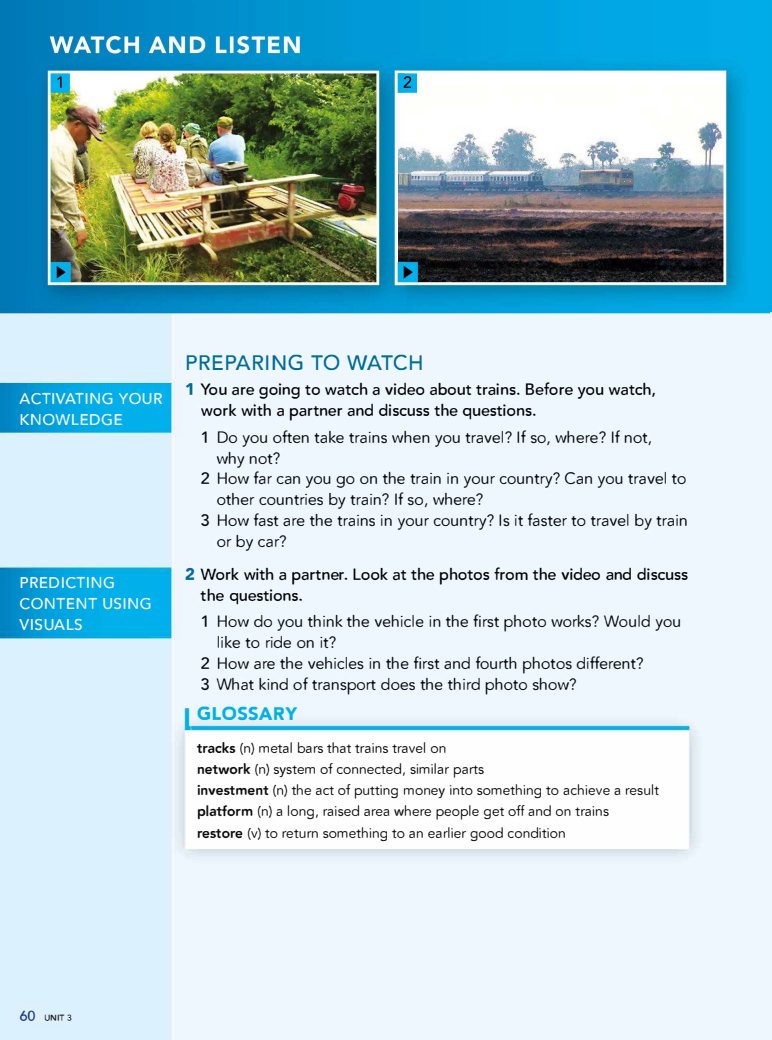 WATCH AND LISTEN
1
2
PREPARING TO WATCH
ACTIVATING YOUR
KNOWLEDGE
1 You are going to watch a video about trains. Before you watch,
work with a partner and discuss the questions.
1 Do you often take trains when you travel? If so, where? If not,
why not?
2 How far can you go on the train in your country? Can you travel to
other countries by train? If so, where?
3 How fast are the trains in your country? Is it faster to travel by train
or by car?
PREDICTING
CONTENT USING
VISUALS
2 Work with a partner. Look at the photos from the video and discuss
the questions.
1 How do you think the vehicle in the first photo works? Would you
like to ride on it?
2 How are the vehicles in the first and fourth photos different?
3 What kind of transport does the third photo show?
GLOSSARY
tracks (n) metal bars that trains travel on
network (n) system of connected, similar parts
investment (n) the act of putting money into something to achieve a result
platform (n) a long, raised area where people get off and on trains
restore (v) to return something to an earlier good condition
60 UNIT 3